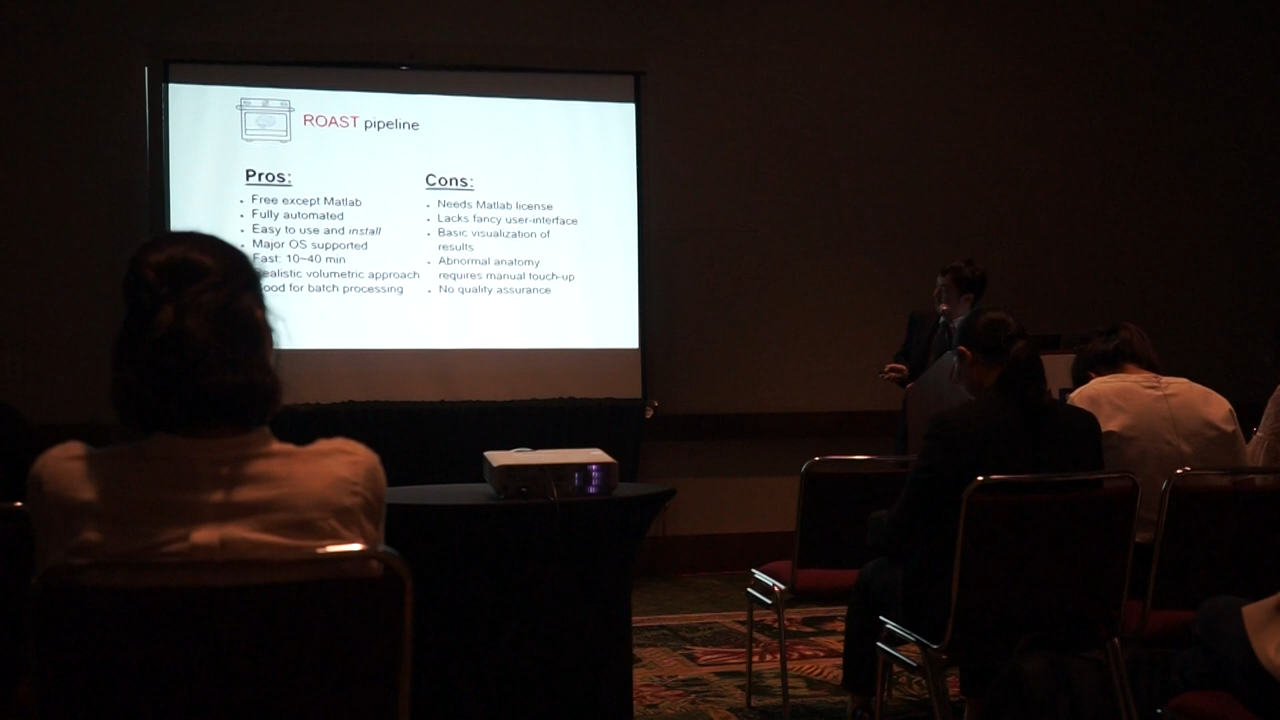 ROAST pipeline
Pros:
Free except Matlab
Fully automated
Easy to use and install
Major OS supported
Fast: 10-40 min
ealistic volumetric approach
ood for batch processing
Cons:
Needs Matlab license
Lacks fancy user-interface
Basic visualization of
results
Abnormal anatomy
requires manual touch-up
No quality assurance